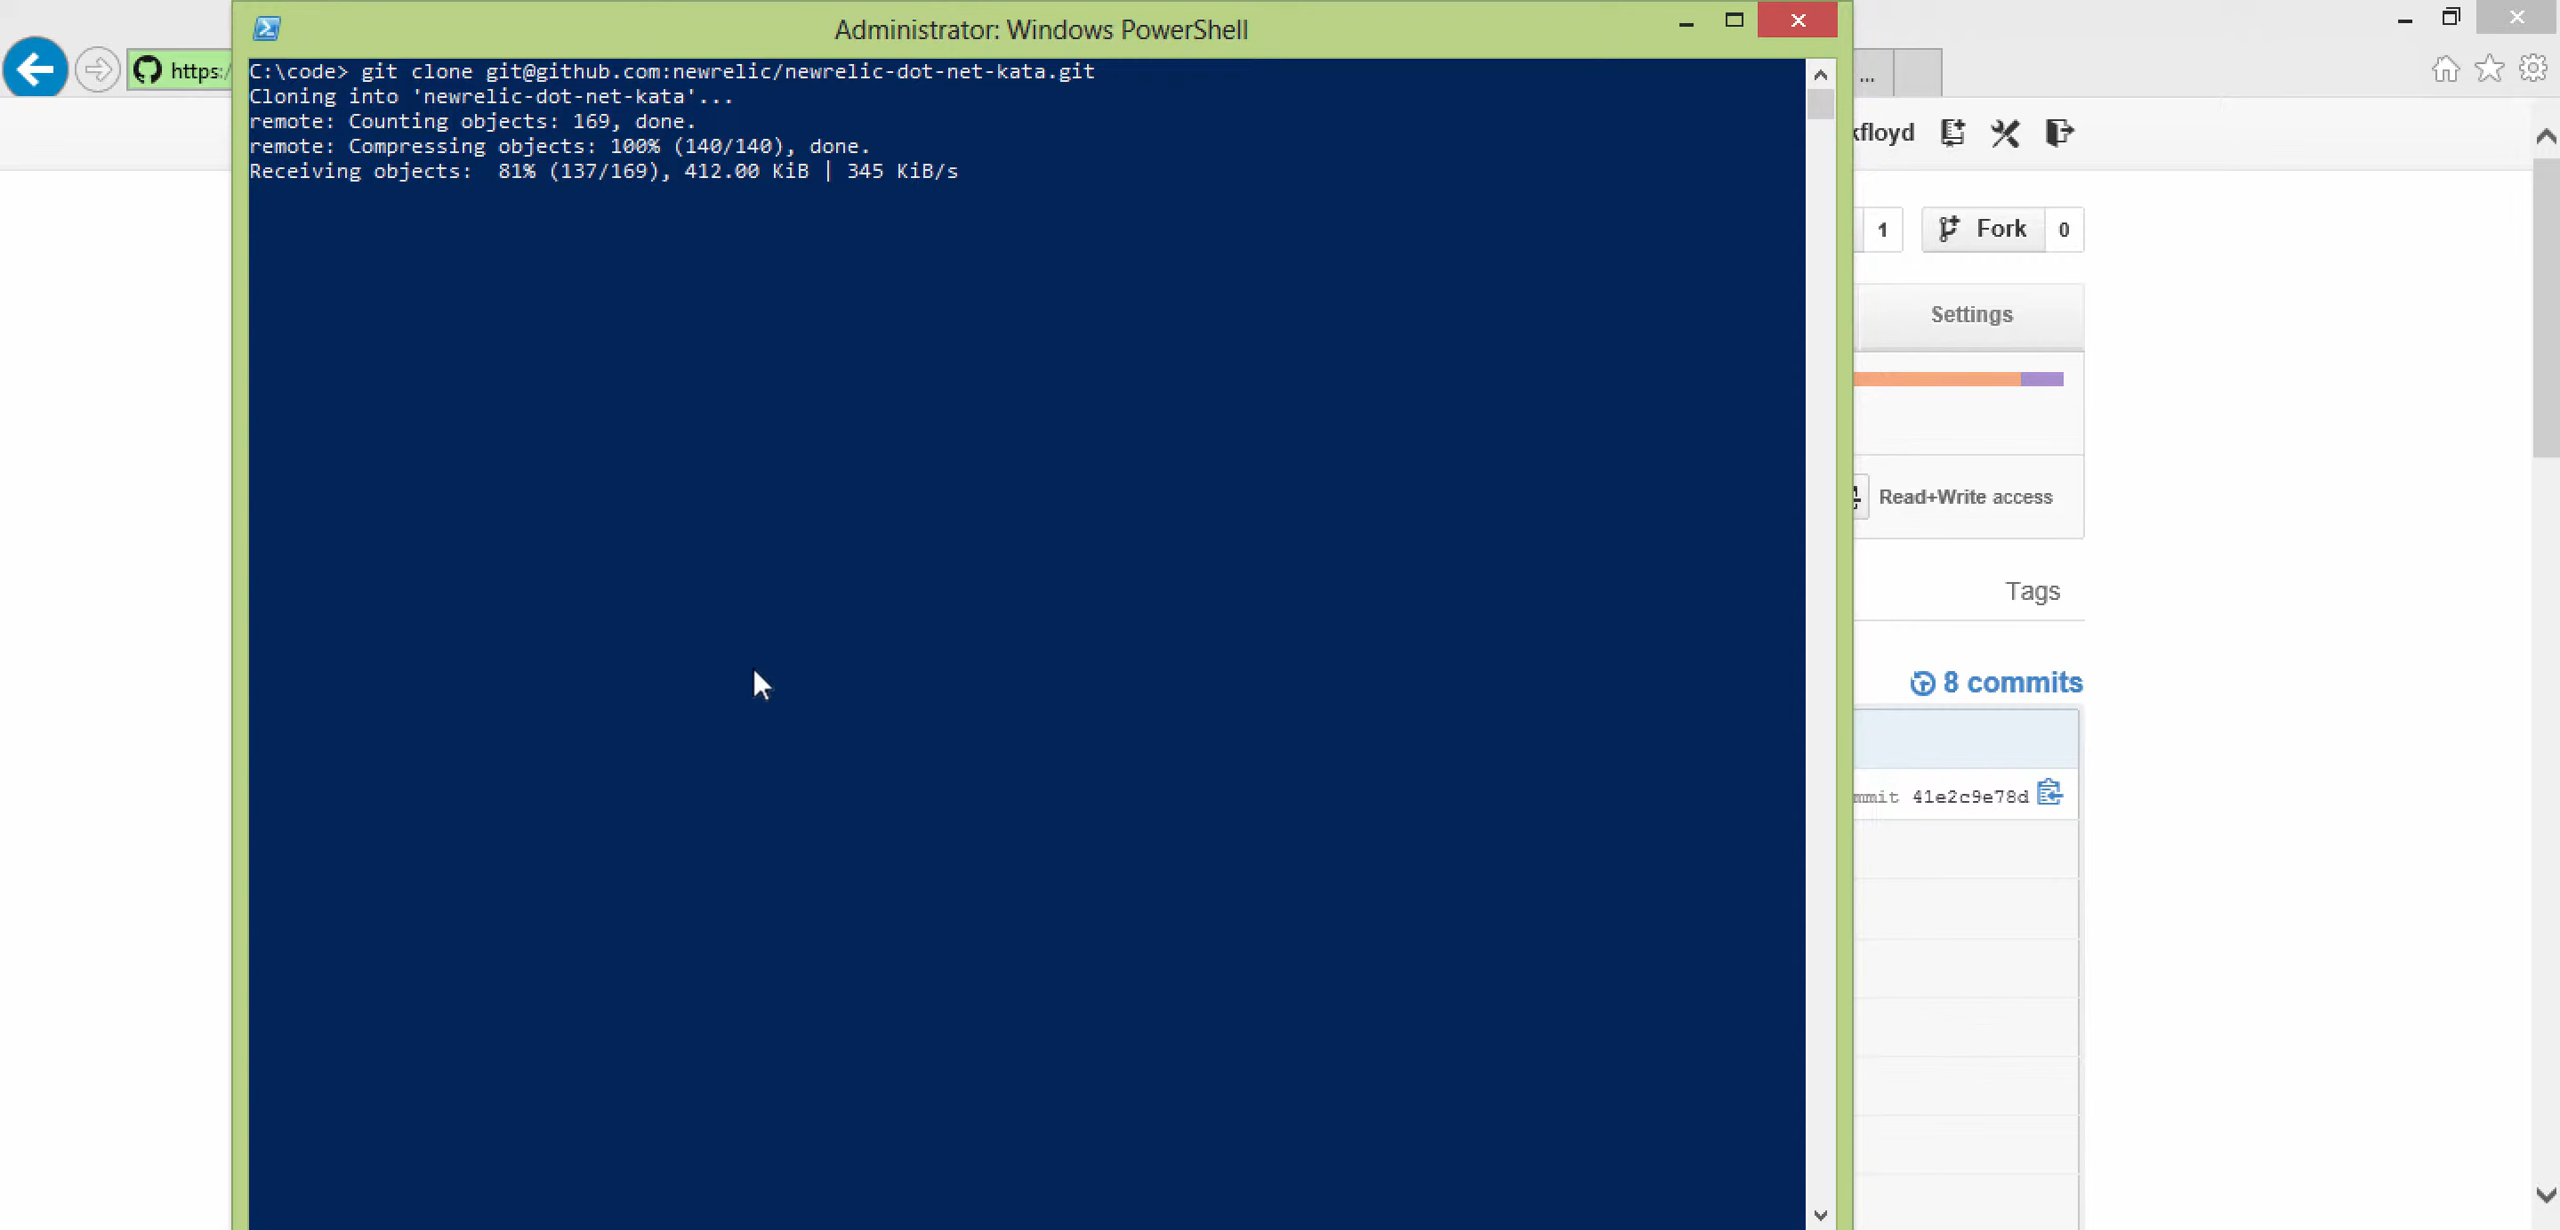 Administrator: Windows PowerShell
https:/
C:\code> git clone git@github.com:newrelic/newrelic-dot-net-kata.git
Cloning into 'newrelic-dot-net-kata'...
remote: Counting objects: 169, done.
remote: Compressing objects: 100% (140/140), done.
Receiving objects:  81% (137/169), 412.00 KiB | 345 KiB/s
...
kfloyd
1 Fork 0
Settings
Read+Write access
Tags
8 commits
mmit 41e2c9e78d